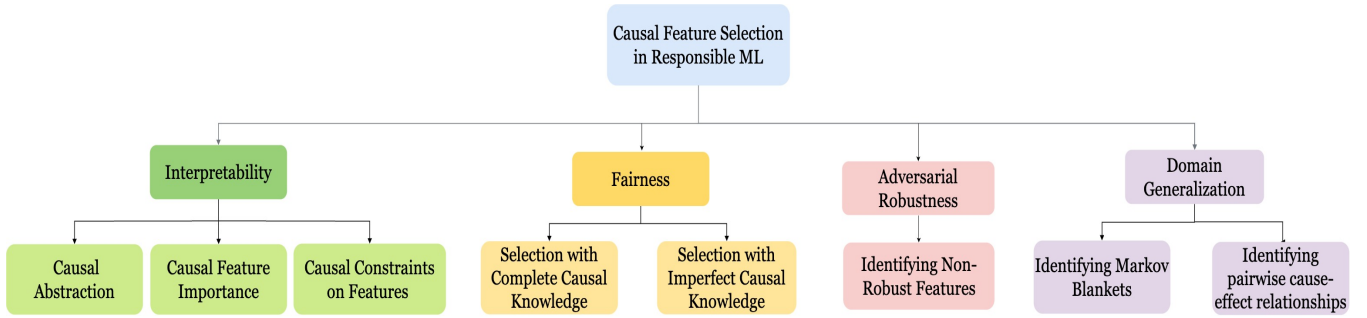 Causal Feature Selection
in Responsible ML
Interpretability
Fairness
Adversarial
Robustness
Domain
Generalization
Causal
Abstraction
Causal Feature
Importance
Causal Constraints
on Features
Selection with
Complete Causal
Knowledge
Selection with
Imperfect Causal
Knowledge
Identifying Non-
Robust Features
Identifying Markov
Blankets
Identifying
pairwise cause-
effect relationships